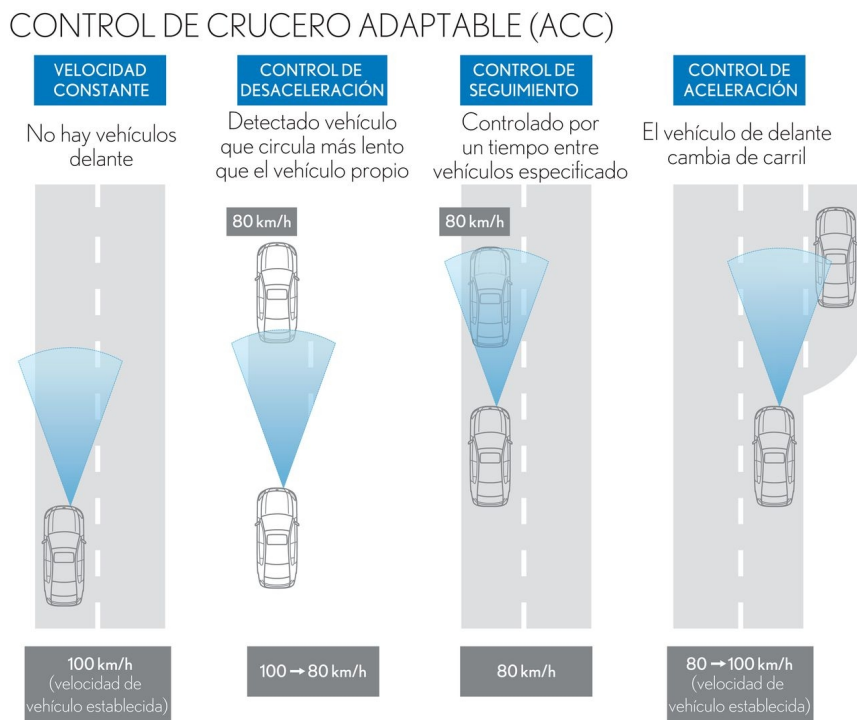 CONTROL DE CRUCERO ADAPTABLE (ACC)
VELOCIDAD
CONSTANTE
No hay vehículos
delante
100 km/h
(velocidad de
vehículo establecida)
CONTROL DE
DESACELERACIÓN
Detectado vehículo
que circula más lento
que el vehículo propio
80 km/h
100 → 80 km/h
CONTROL DE
SEGUIMIENTO
Controlado por
un tiempo entre
vehículos especificado
80 km/h
80 km/h
CONTROL DE
ACELERACIÓN
El vehículo de delante
cambia de carril
80 → 100 km/h
(velocidad de
vehículo establecida)